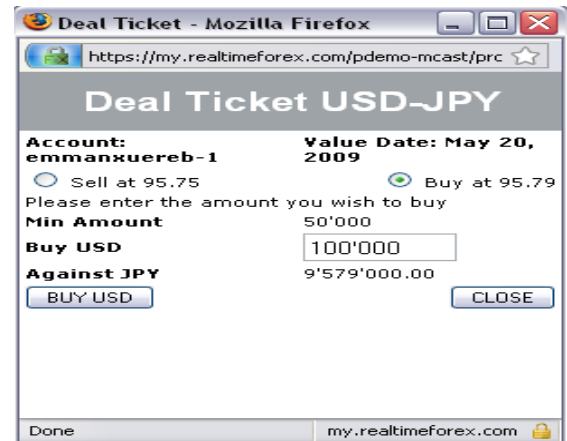 Deal Ticket - Mozilla Firefox
https://my.realtimeforex.com/pdemo-mcast/prc
Deal Ticket USD-JPY
Account: Value Date: May 20,
emmanxuereb-1 2009
Sell at 95.75 Buy at 95.79
Please enter the amount you wish to buy
Min Amount 50'000
Buy USD 100'000
Against JPY 9'579'000.00
BUY USD CLOSE
Done my.realtimeforex.com